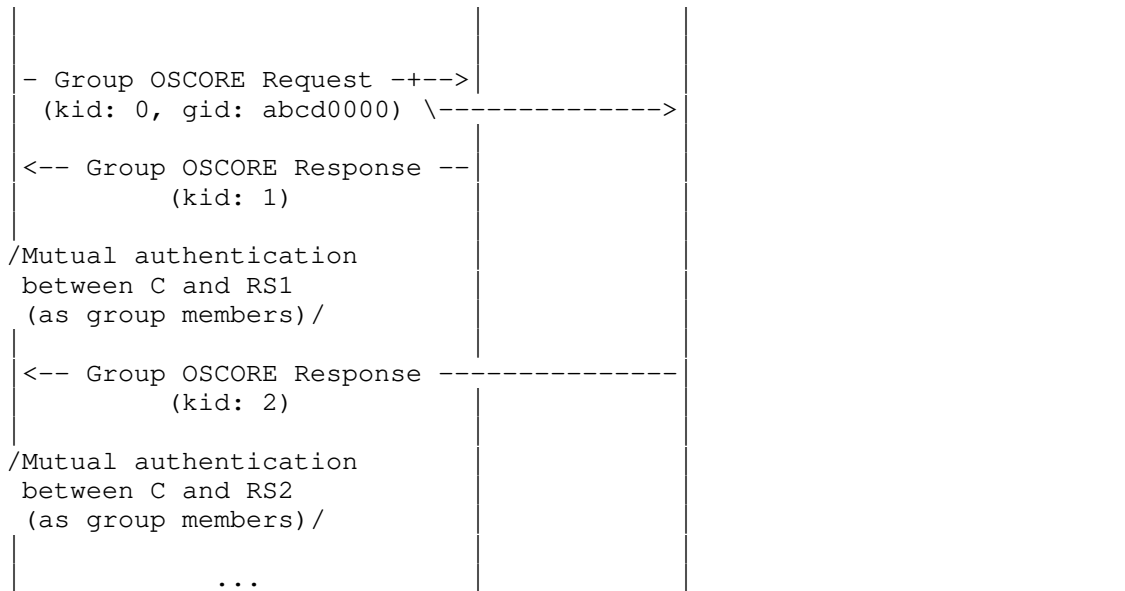 - Group OSCORE Request -+-->
(kid: 0, gid: abcd0000) \-------------->
<-- Group OSCORE Response --
(kid: 1)
/Mutual authentication
between C and RS1
(as group members)/
<-- Group OSCORE Response ---------------
(kid: 2)
/Mutual authentication
between C and RS2
(as group members)/
...